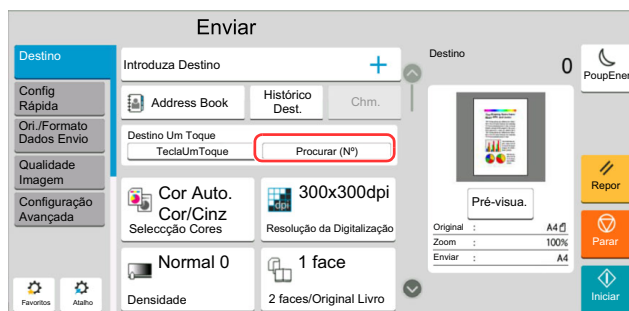 Enviar
Destino
Config
Rápida
Ori./Formato
Dados Envio
Qualidade
Imagem
Configuração
Avançada
Favoritos
Atalho
Introduza Destino
+
Address Book
Histórico
Dest.
Chm.
Destino Um Toque
TeclaUmToque
Procurar (Nº)
Cor Auto.
Cor/Cinz
Seleccção Cores
dpi
300x300dpi
Resolução da Digitalização
Normal 0
Densidade
1 face
2 faces/Original Livro
Destino
0
Pré-visua.
Original : A4
Zoom : 100%
Enviar : A4
PoupEner
Repor
Parar
Iniciar